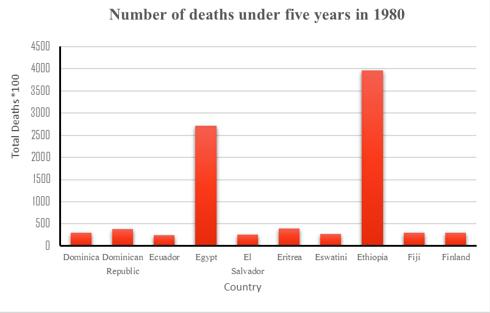 Number of deaths under five years in 1980
Total Deaths *100
4500
4000
3500
3000
2500
2000
1500
1000
500
0
Dominica Dominican Republic Ecuador Egypt El Salvador Eritrea Eswatini Ethiopia Fiji Finland
Country